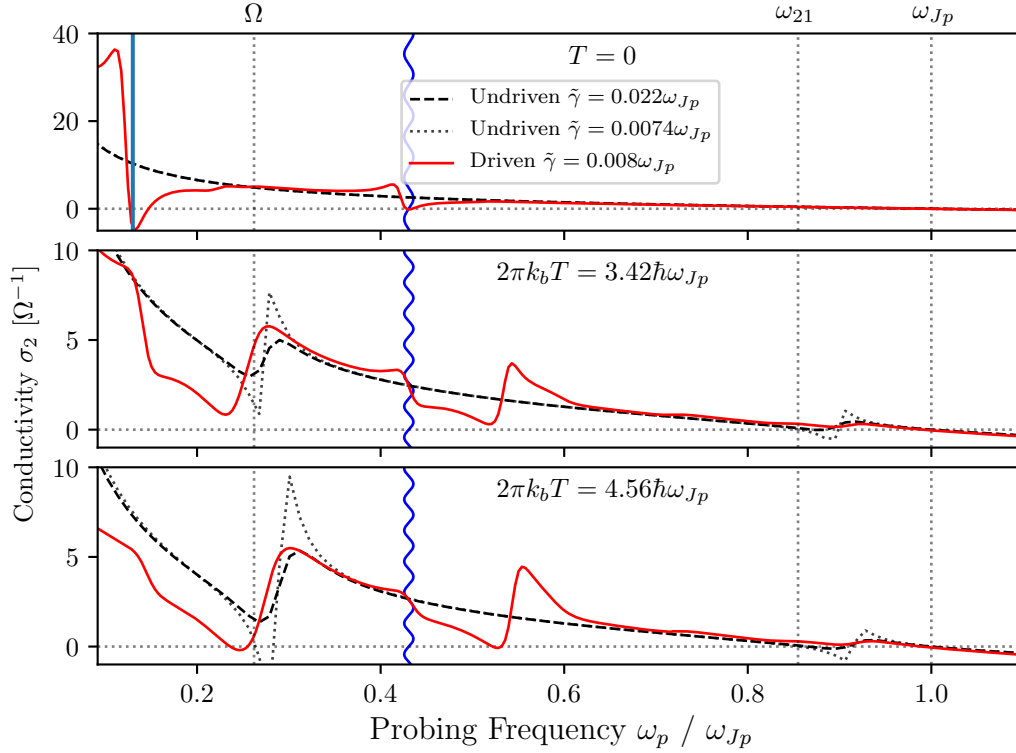 Ω ω21 ωJp
40
20
0
T = 0
Undriven γ̃ = 0.022ωJp
Undriven γ̃ = 0.0074ωJp
Driven γ̃ = 0.008ωJp
10
5
0
2πkbT = 3.42ℏωJp
10
5
0
2πkbT = 4.56ℏωJp
Conductivity σ2 [Ω−1]
0.2 0.4 0.6 0.8 1.0
Probing Frequency ωp / ωJp